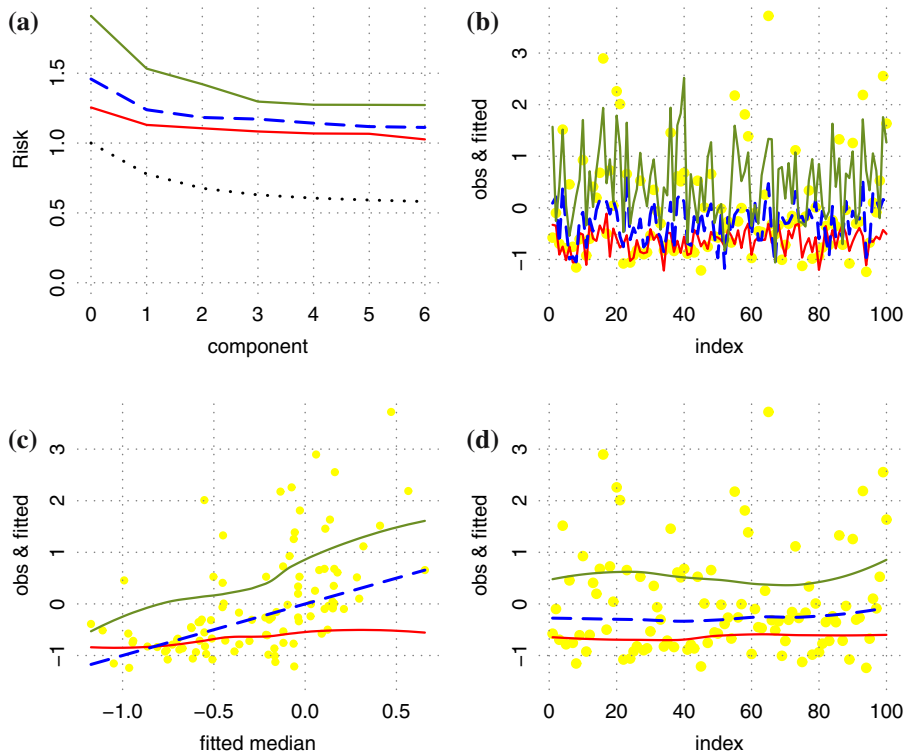 (a)
Risk
1.5
1.0
0.5
0.0
0 1 2 3 4 5 6
component
(b)
obs & fitted
3
2
1
0
−1
0 20 40 60 80 100
index
(c)
obs & fitted
3
2
1
0
−1
−1.0 −0.5 0.0 0.5
fitted median
(d)
obs & fitted
3
2
1
0
−1
0 20 40 60 80 100
index